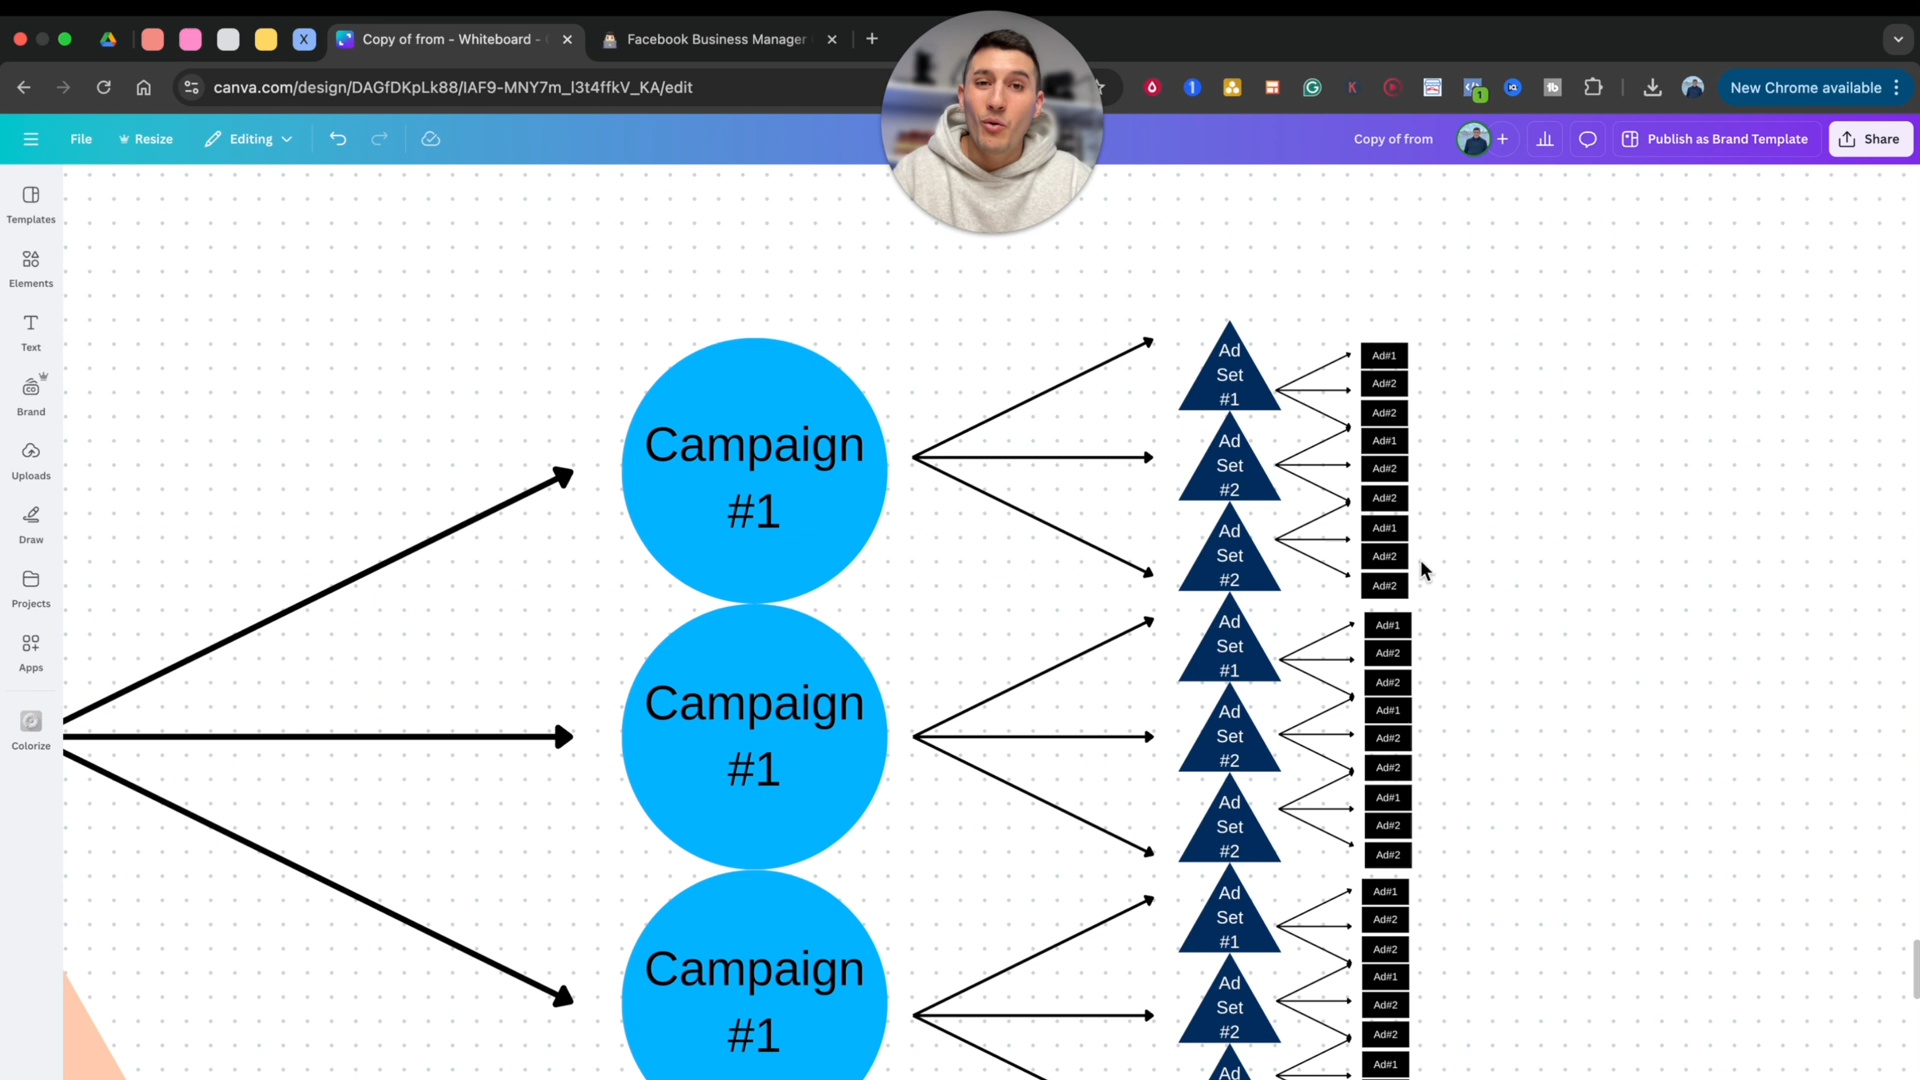 Copy of from - Whiteboard -
Facebook Business Manager
canva.com/design/DAGfDKpLk88/IAF9-MNY7m_l3t4ffkV_KA/edit
New Chrome available
File
Resize
Editing
Copy of from
Publish as Brand Template
Share
Templates
Elements
Text
Brand
Uploads
Draw
Projects
Apps
Colorize
Campaign
#1
Campaign
#1
Campaign
#1
Ad
Set
#1
Ad
Set
#2
Ad
Set
#2
Ad
Set
#1
Ad
Set
#2
Ad
Set
#2
Ad
Set
#1
Ad
Set
#2
Ad
Ad#1
Ad#2
Ad#2
Ad#1
Ad#2
Ad#2
Ad#1
Ad#2
Ad#2
Ad#1
Ad#2
Ad#2
Ad#1
Ad#2
Ad#2
Ad#1
Ad#2
Ad#2
Ad#1
Ad#2
Ad#2
Ad#1
Ad#2
Ad#2
Ad#1